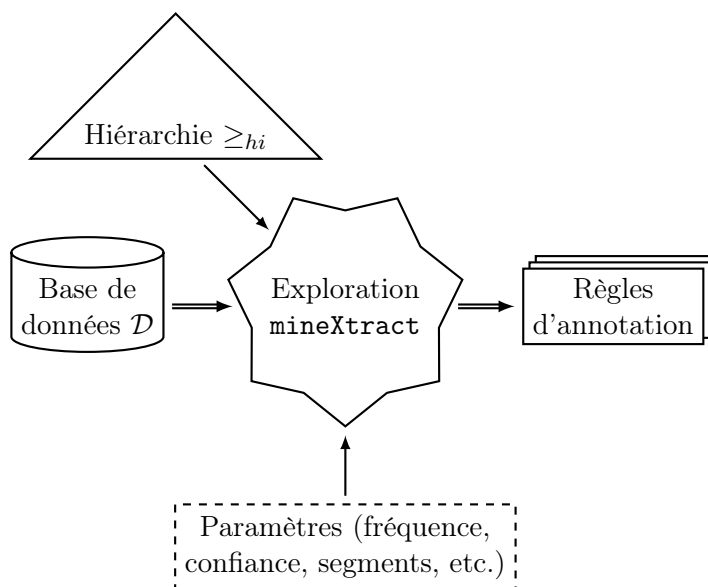 Hiérarchie ≥hi
Base de
données 𝒟
Exploration
mineXtract
Règles
d'annotation
Paramètres (fréquence,
confiance, segments, etc.)